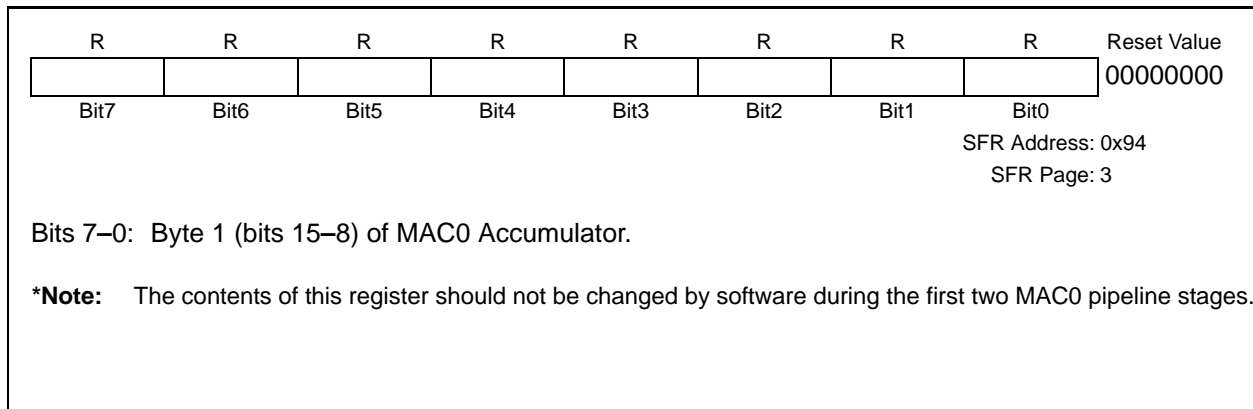 R R R R R R R R Reset Value
00000000
Bit7 Bit6 Bit5 Bit4 Bit3 Bit2 Bit1 Bit0
SFR Address: 0x94
SFR Page: 3
Bits 7–0: Byte 1 (bits 15–8) of MAC0 Accumulator.
*Note: The contents of this register should not be changed by software during the first two MAC0 pipeline stages.